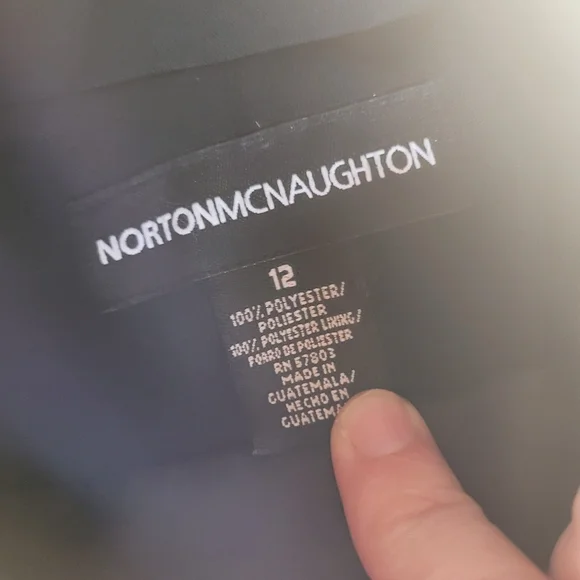 NORTONMCNAUGHTON
12
100% POLYESTER/
POLIESTER
100% POLYESTER LINING/
FORRO DE POLIESTER
RN 57803
MADE IN
GUATEMALA/
HECHO EN